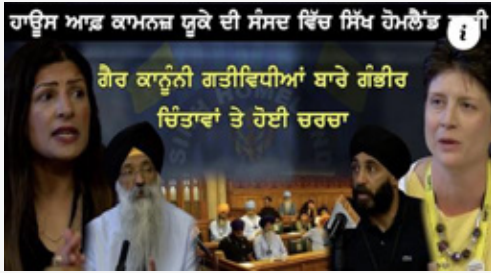 ਹਾਊਸ ਆਫ਼ ਕਾਮਨਜ਼ ਯੂਕੇ ਦੀ ਸੰਸਦ ਵਿੱਚ ਸਿੱਖ ਹੋਮਲੈਂਡ
ਗੈਰ ਕਾਨੂੰਨੀ ਗਤੀਵਿਧੀਆਂ ਬਾਰੇ ਗੰਭੀਰ
ਚਿੰਤਾਵਾਂ ਤੇ ਹੋਈ ਚਰਚਾ